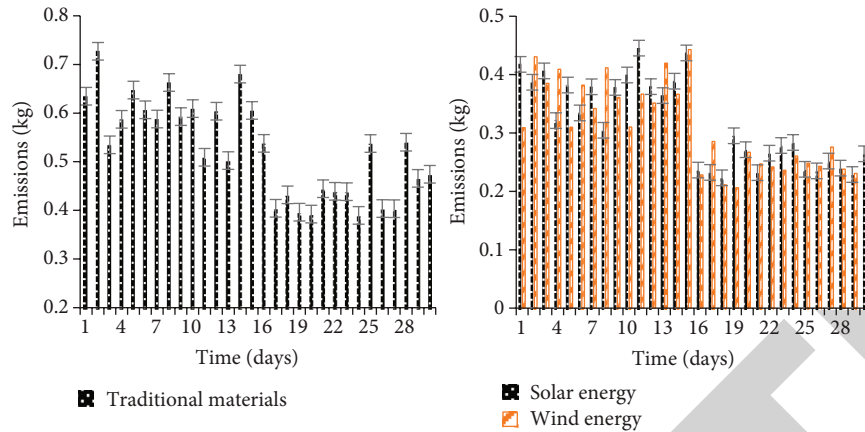 Emissions (kg)
0.8
0.7
0.6
0.5
0.4
0.3
0.2
1 4 7 10 13 16 19 22 25 28
Time (days)
Traditional materials
Emissions (kg)
0.5
0.4
0.3
0.2
0.1
0
1 4 7 10 13 16 19 22 25 28
Time (days)
Solar energy
Wind energy